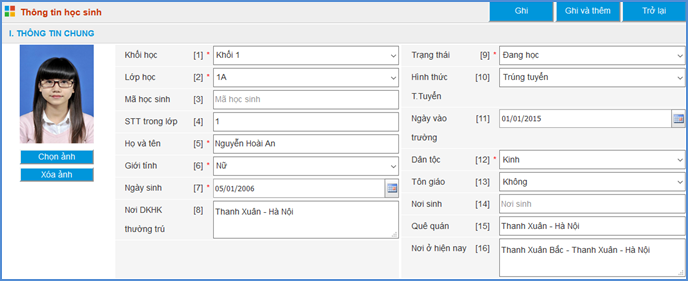 Thông tin học sinh
Ghi
Ghi và thêm
Trở lại
I. THÔNG TIN CHUNG
Chọn ảnh
Xóa ảnh
Khối học [1] * Khối 1
Lớp học [2] * 1A
Mã học sinh [3] Mã học sinh
STT trong lớp [4] 1
Họ và tên [5] * Nguyễn Hoài An
Giới tính [6] * Nữ
Ngày sinh [7] * 05/01/2006
Nơi DKHK [8] Thanh Xuân - Hà Nội
thường trú
Trạng thái [9] * Đang học
Hình thức [10] Trúng tuyển
T.Tuyển
Ngày vào [11] 01/01/2015
trường
Dân tộc [12] * Kinh
Tôn giáo [13] Không
Nơi sinh [14] Nơi sinh
Quê quán [15] Thanh Xuân - Hà Nội
Nơi ở hiện nay [16] Thanh Xuân Bắc - Thanh Xuân - Hà Nội